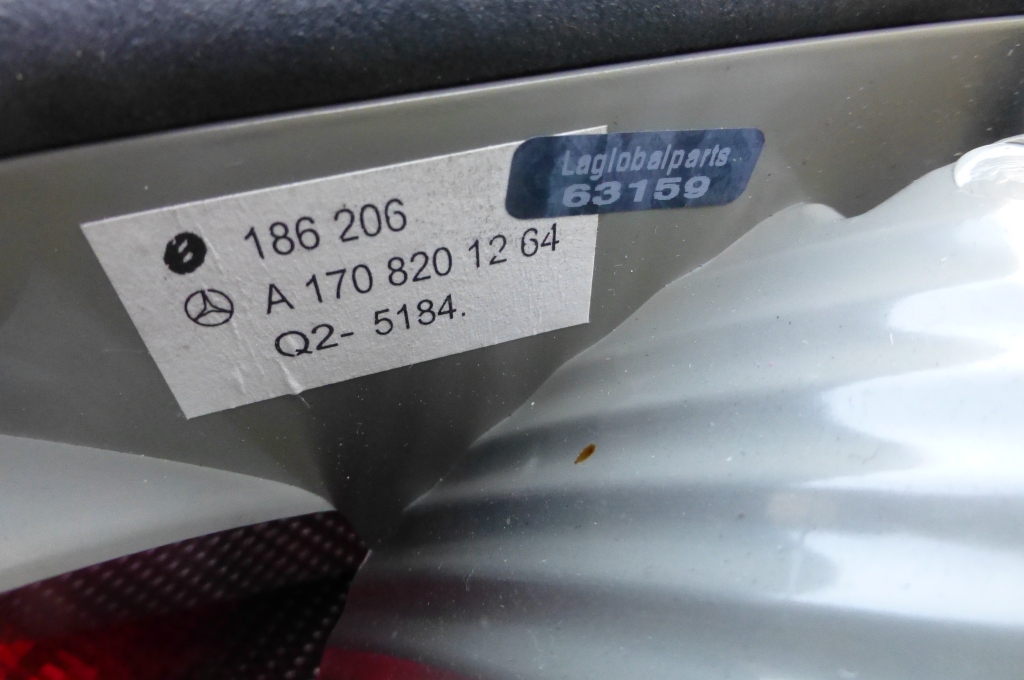 Laglobalparts
63159
186 206
A 170 820 12 64
Q2- 5184.